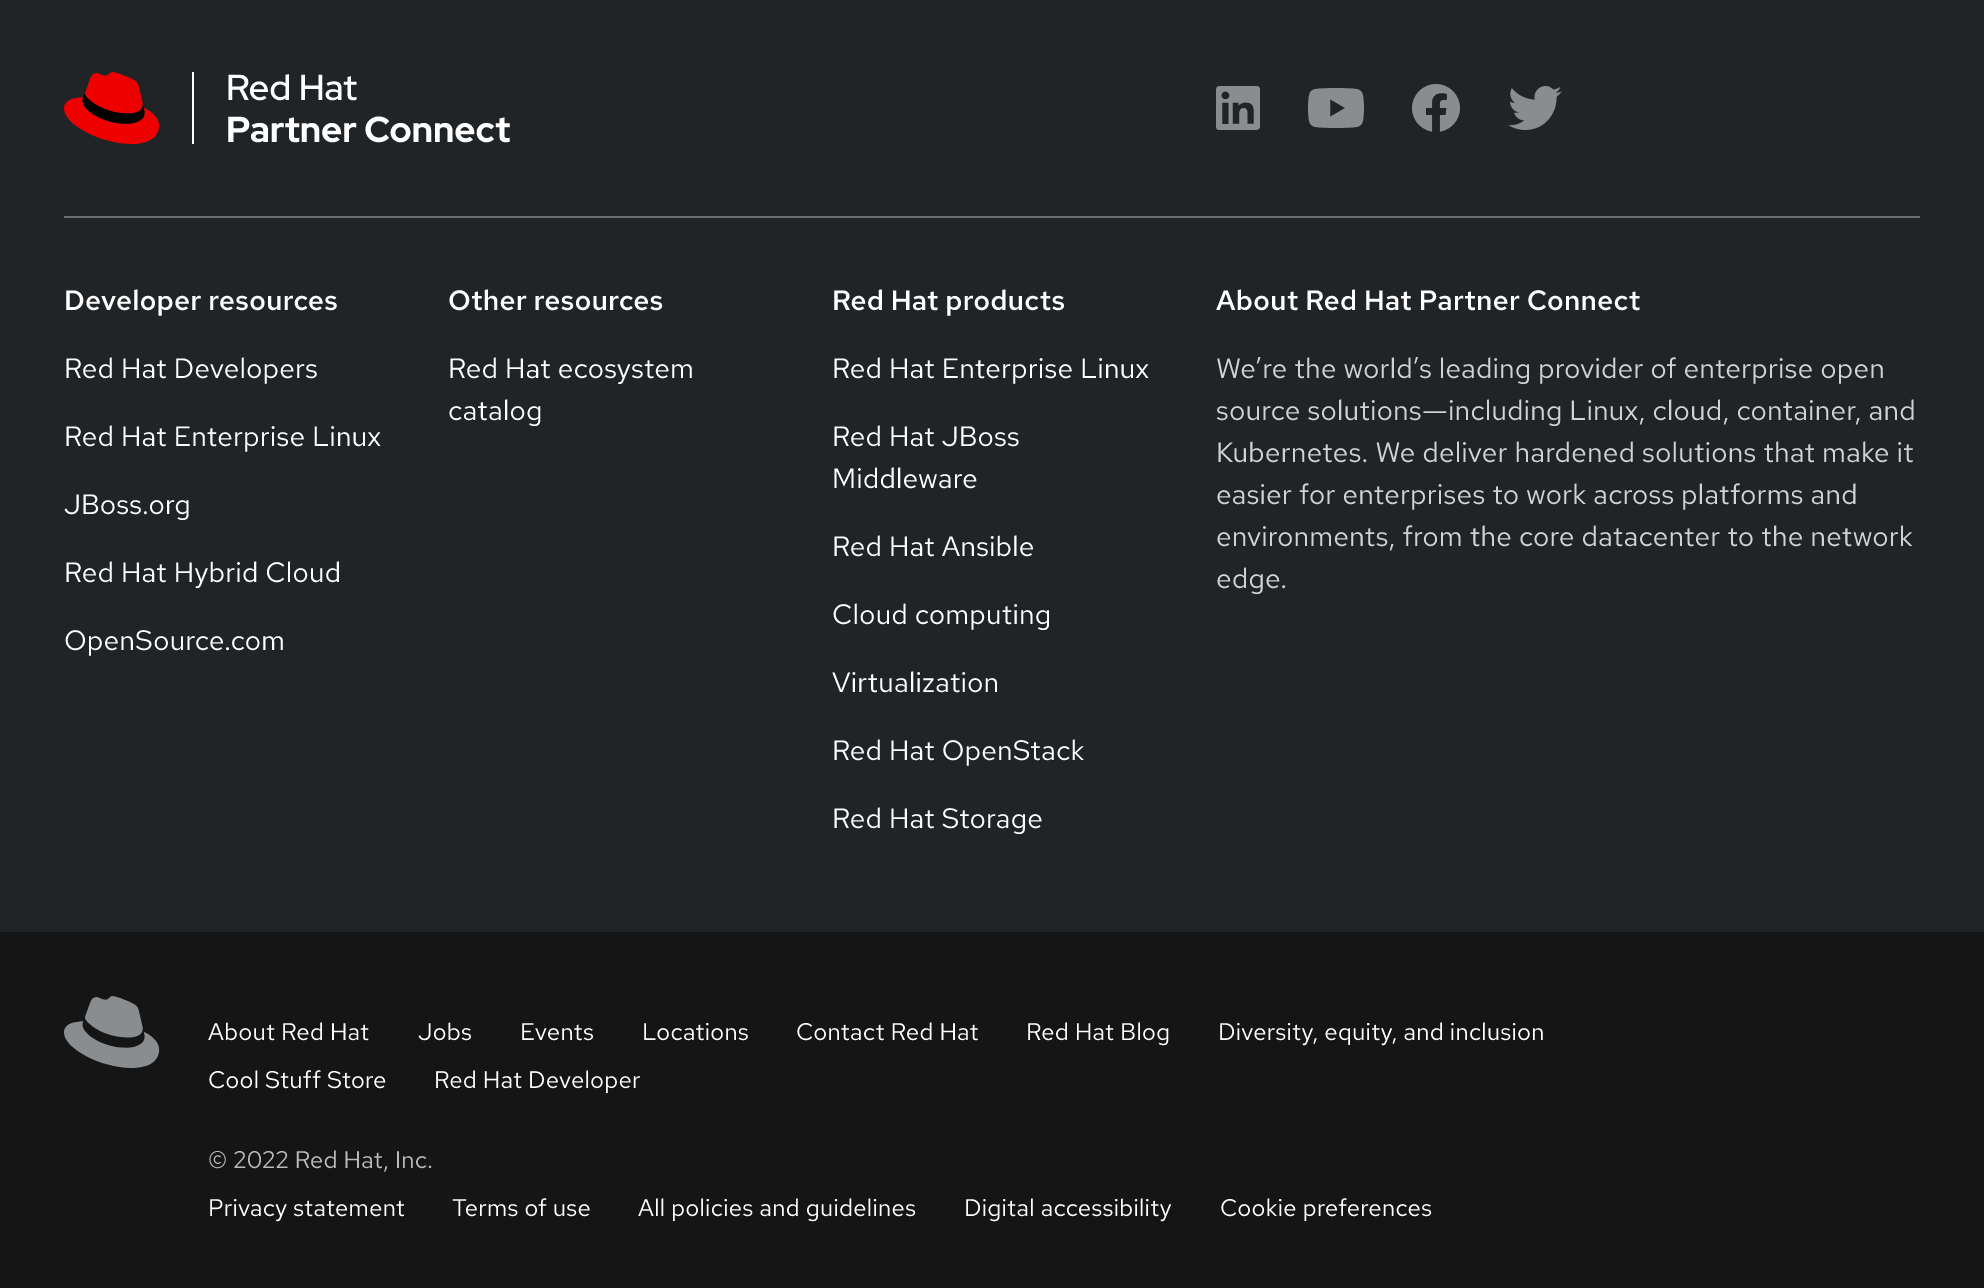 Red Hat
Partner Connect
Developer resources
Red Hat Developers
Red Hat Enterprise Linux
JBoss.org
Red Hat Hybrid Cloud
OpenSource.com
Other resources
Red Hat ecosystem
catalog
Red Hat products
Red Hat Enterprise Linux
Red Hat JBoss
Middleware
Red Hat Ansible
Cloud computing
Virtualization
Red Hat OpenStack
Red Hat Storage
About Red Hat Partner Connect
We’re the world’s leading provider of enterprise open
source solutions—including Linux, cloud, container, and
Kubernetes. We deliver hardened solutions that make it
easier for enterprises to work across platforms and
environments, from the core datacenter to the network
edge.
About Red Hat Jobs Events Locations Contact Red Hat Red Hat Blog Diversity, equity, and inclusion
Cool Stuff Store Red Hat Developer
© 2022 Red Hat, Inc.
Privacy statement Terms of use All policies and guidelines Digital accessibility Cookie preferences